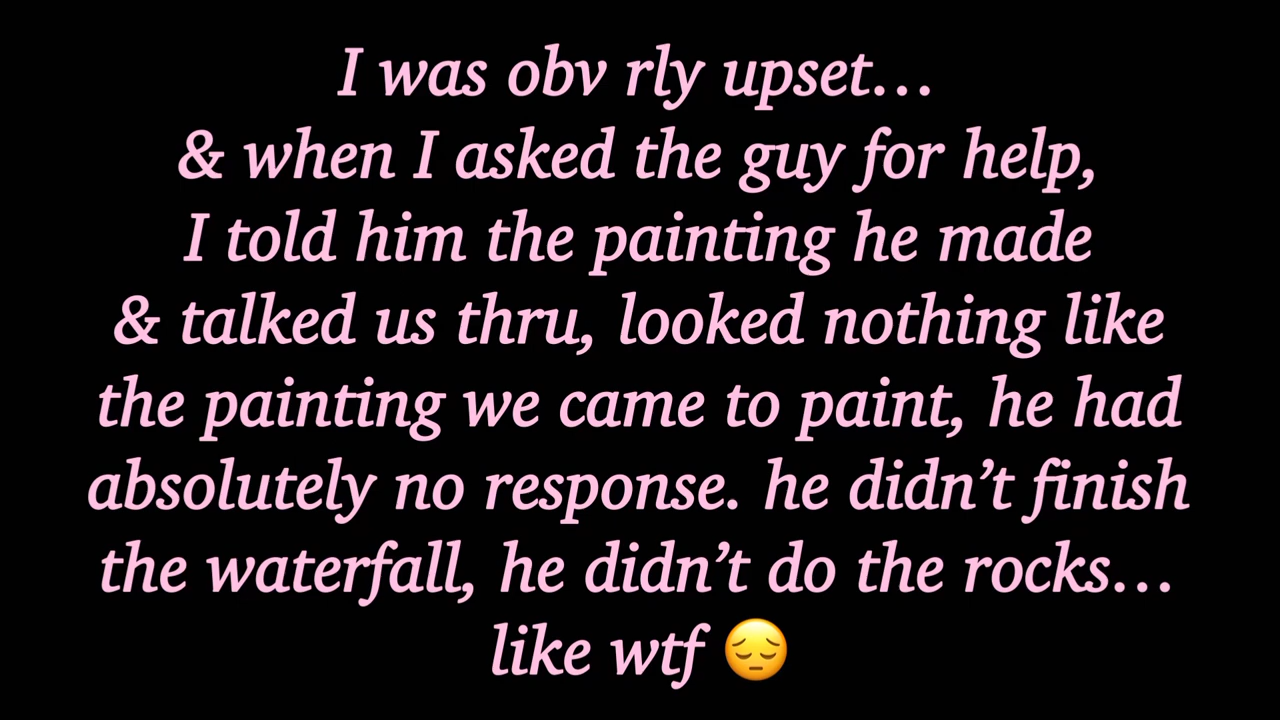 I was obv rly upset…
& when I asked the guy for help,
I told him the painting he made
& talked us thru, looked nothing like
the painting we came to paint, he had
absolutely no response. he didn’t finish
the waterfall, he didn’t do the rocks…
like wtf 😔